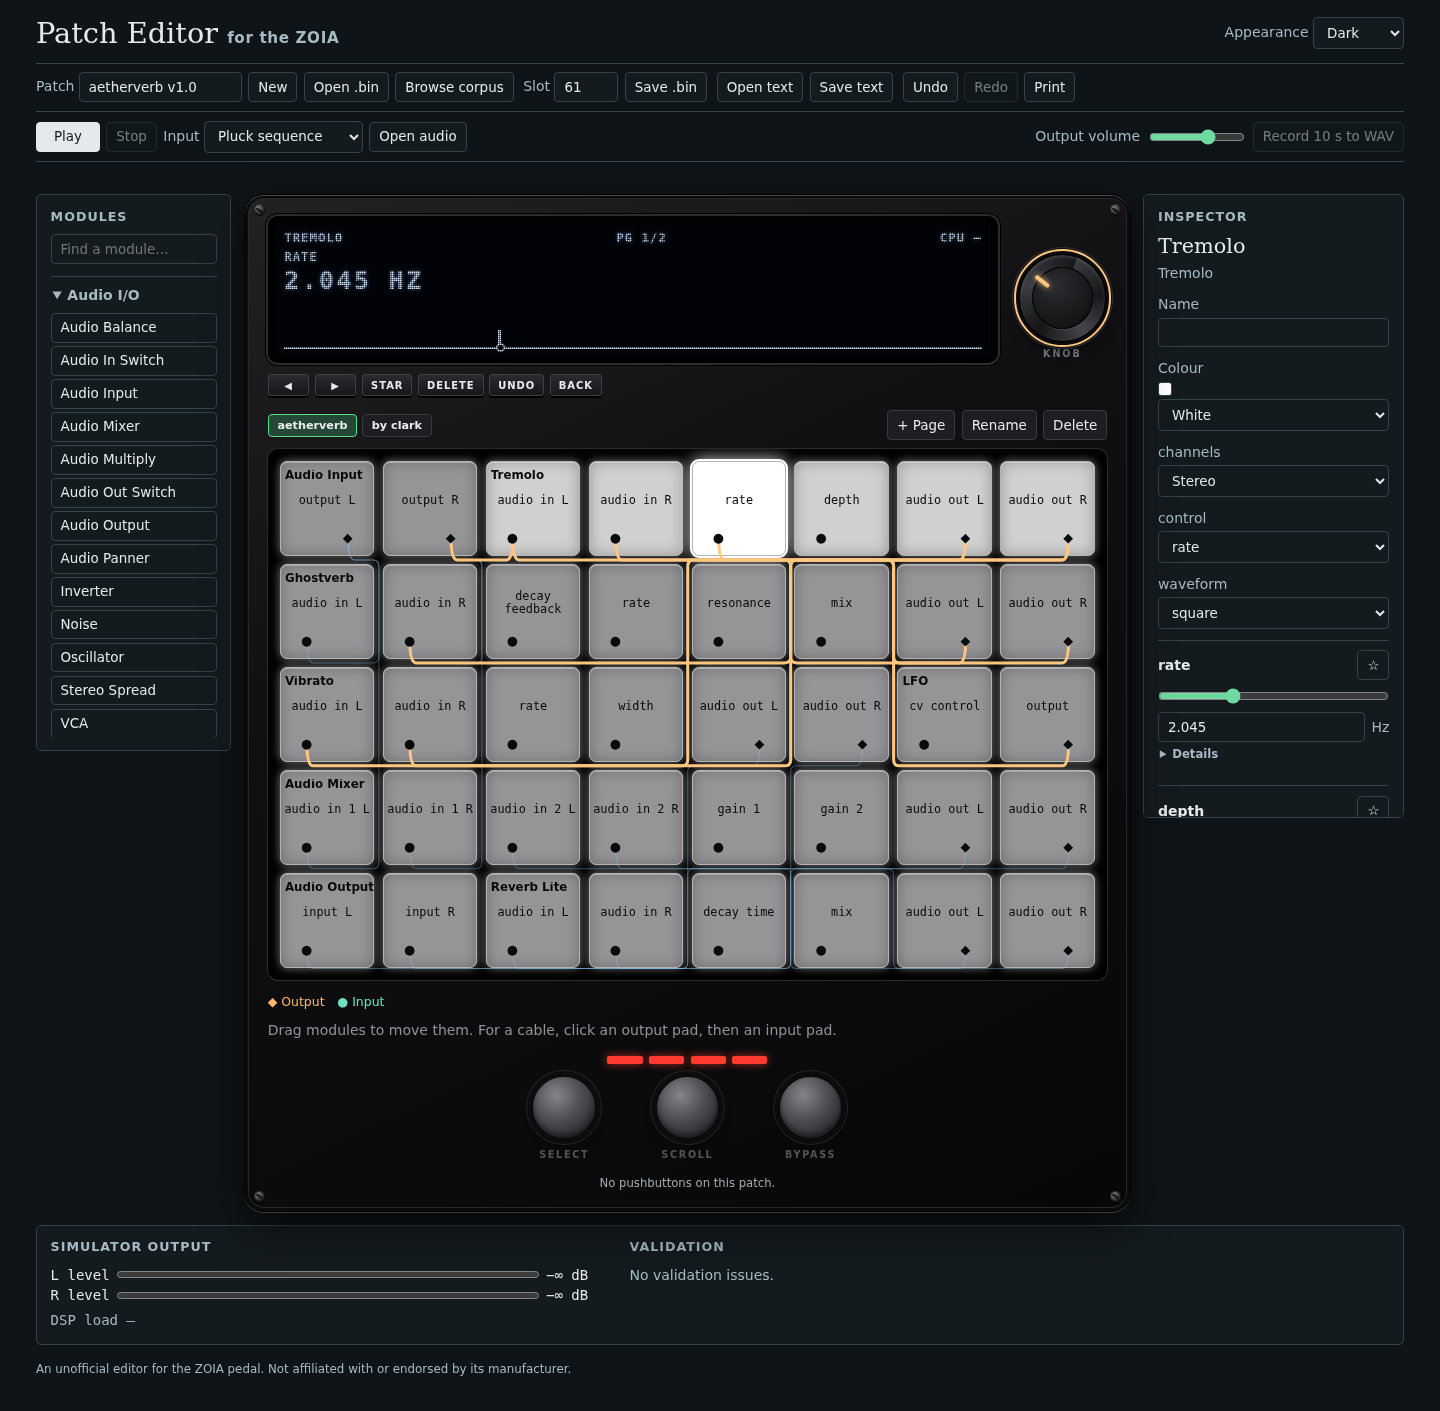 Patch Editor for the ZOIA
Appearance Dark
Patch aetherverb v1.0 New Open .bin Browse corpus Slot 61 Save .bin Open text Save text Undo Redo Print
Play Stop Input Pluck sequence Open audio Output volume Record 10 s to WAV
MODULES
Find a module...
Audio I/O
Audio Balance
Audio In Switch
Audio Input
Audio Mixer
Audio Multiply
Audio Out Switch
Audio Output
Audio Panner
Inverter
Noise
Oscillator
Stereo Spread
VCA
TREMOLO PG 1/2 CPU —
RATE
2.045 HZ
KNOB
STAR DELETE UNDO BACK
aetherverb by clark + Page Rename Delete
Audio Input Tremolo
output L output R audio in L audio in R rate depth audio out L audio out R
Ghostverb
audio in L audio in R decay feedback rate resonance mix audio out L audio out R
Vibrato LFO
audio in L audio in R rate width audio out L audio out R cv control output
Audio Mixer
audio in 1 L audio in 1 R audio in 2 L audio in 2 R gain 1 gain 2 audio out L audio out R
Audio Output Reverb Lite
input L input R audio in L audio in R decay time mix audio out L audio out R
Output Input
Drag modules to move them. For a cable, click an output pad, then an input pad.
SELECT SCROLL BYPASS
No pushbuttons on this patch.
INSPECTOR
Tremolo
Tremolo
Name
Colour
White
channels
Stereo
control
rate
waveform
square
rate
2.045 Hz
Details
depth
SIMULATOR OUTPUT
L level −∞ dB
R level −∞ dB
DSP load —
VALIDATION
No validation issues.
An unofficial editor for the ZOIA pedal. Not affiliated with or endorsed by its manufacturer.